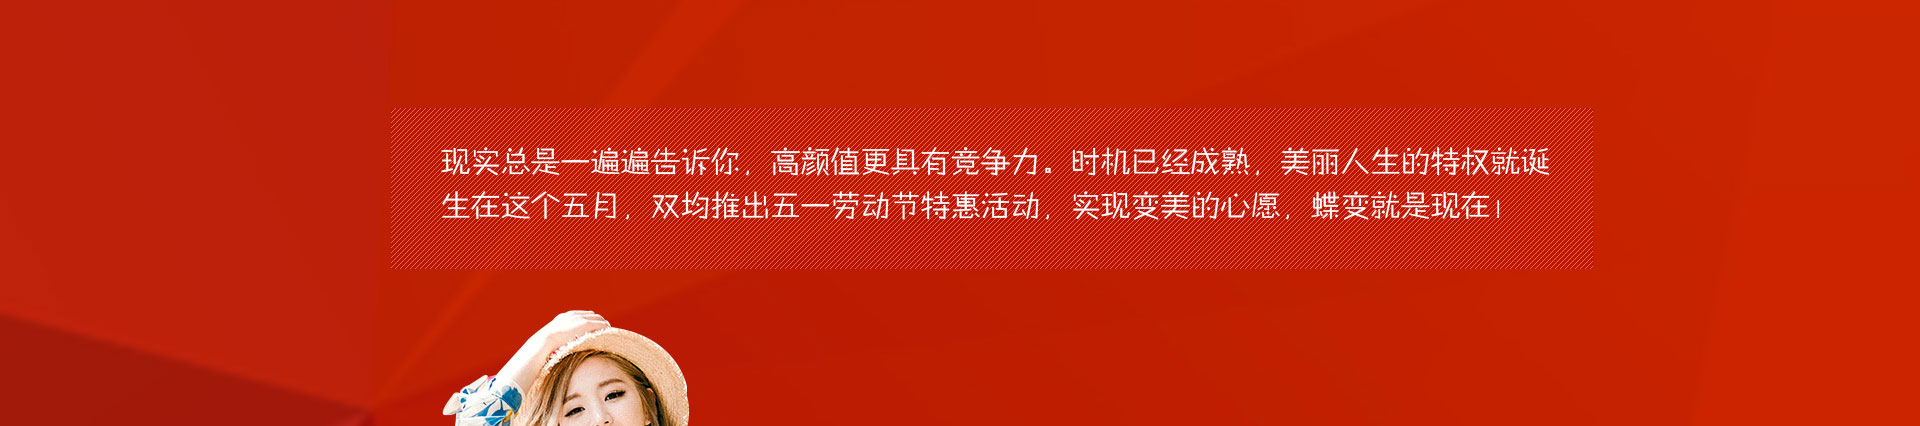 现实总是一遍遍告诉你，高颜值更具有竞争力。时机已经成熟，美丽人生的特权就诞
生在这个五月，双均推出五一劳动节特惠活动，实现变美的心愿，蝶变就是现在！